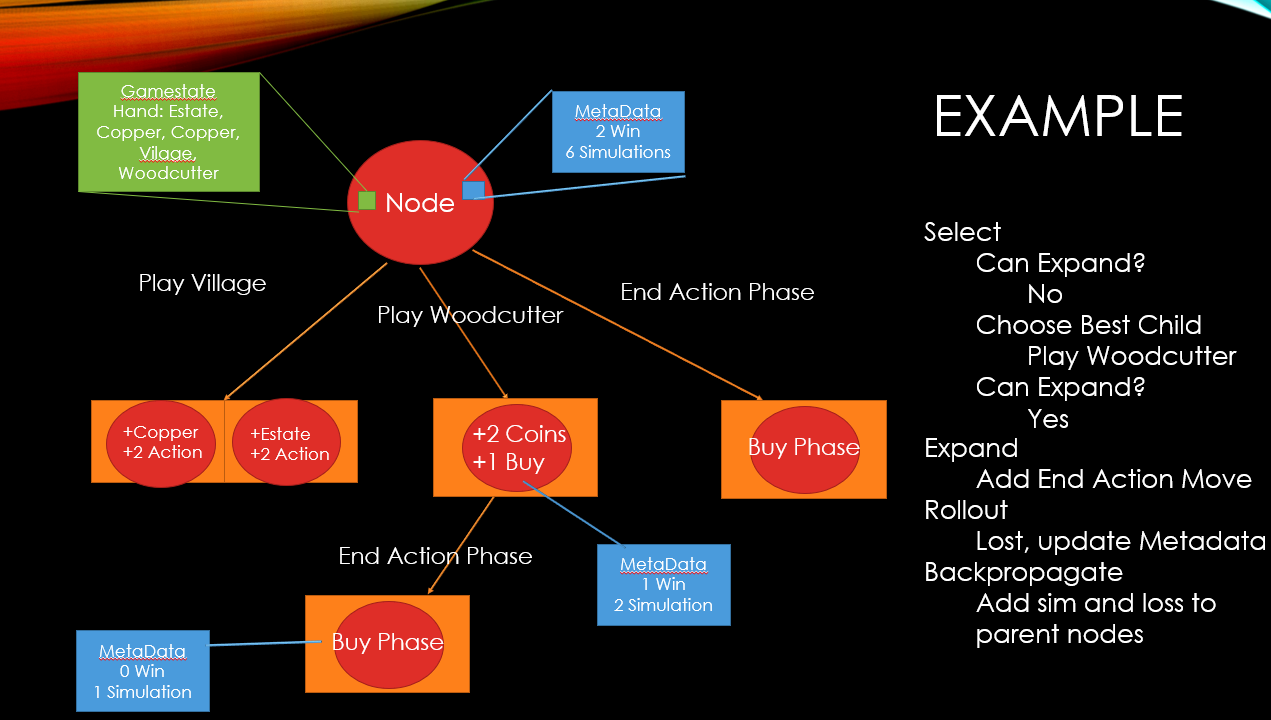 EXAMPLE
Gamestate
Hand: Estate,
Copper, Copper,
Vilage,
Woodcutter
MetaData
2 Win
6 Simulations
Node
Play Village
Play Woodcutter
End Action Phase
+Copper
+2 Action
+Estate
+2 Action
+2 Coins
+1 Buy
Buy Phase
End Action Phase
MetaData
1 Win
2 Simulation
Buy Phase
MetaData
0 Win
1 Simulation
Select
Can Expand?
No
Choose Best Child
Play Woodcutter
Can Expand?
Yes
Expand
Add End Action Move
Rollout
Lost, update Metadata
Backpropagate
Add sim and loss to
parent nodes